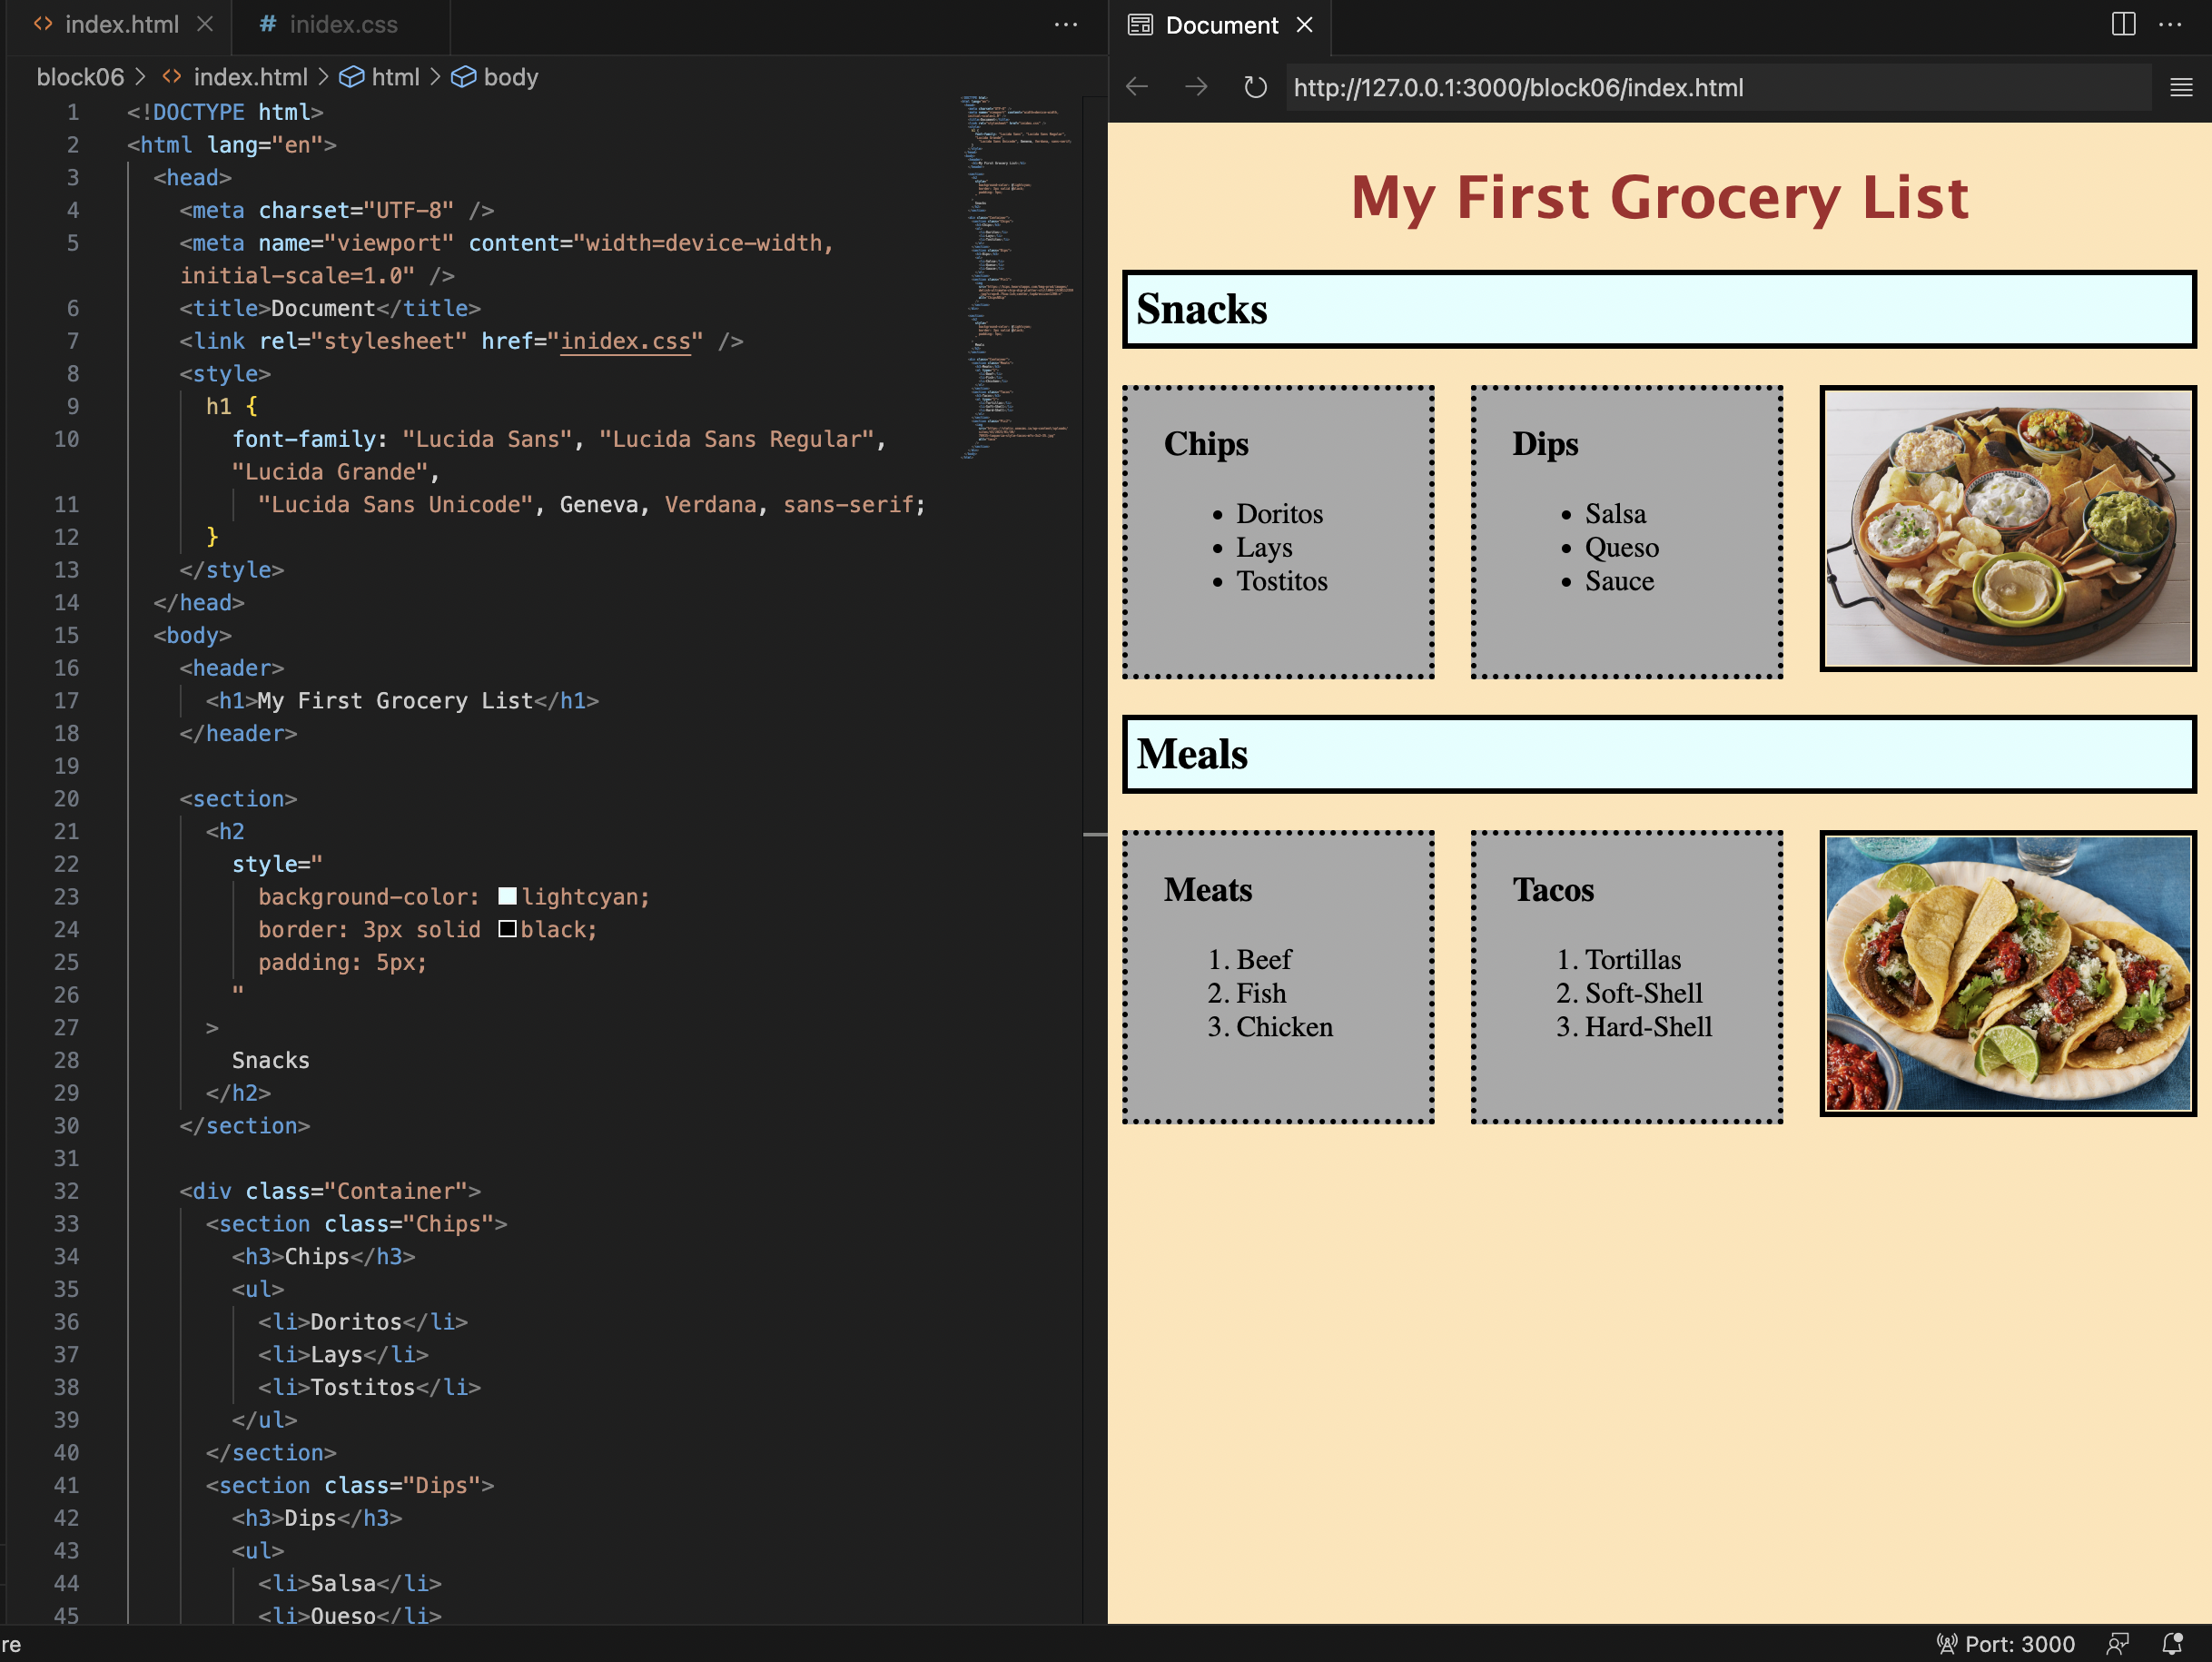 index.html
inidex.css
block06 > index.html > html > body
1 <!DOCTYPE html>
2 <html lang="en">
3 <head>
4 <meta charset="UTF-8" />
5 <meta name="viewport" content="width=device-width,
initial-scale=1.0" />
6 <title>Document</title>
7 <link rel="stylesheet" href="inidex.css" />
8 <style>
9 h1 {
10 font-family: "Lucida Sans", "Lucida Sans Regular",
"Lucida Grande",
11 "Lucida Sans Unicode", Geneva, Verdana, sans-serif;
12 }
13 </style>
14 </head>
15 <body>
16 <header>
17 <h1>My First Grocery List</h1>
18 </header>
19
20 <section>
21 <h2
22 style="
23 background-color: lightcyan;
24 border: 3px solid black;
25 padding: 5px;
26 "
27 >
28 Snacks
29 </h2>
30 </section>
31
32 <div class="Container">
33 <section class="Chips">
34 <h3>Chips</h3>
35 <ul>
36 <li>Doritos</li>
37 <li>Lays</li>
38 <li>Tostitos</li>
39 </ul>
40 </section>
41 <section class="Dips">
42 <h3>Dips</h3>
43 <ul>
44 <li>Salsa</li>
45 <li>Queso</li>
Document
http://127.0.0.1:3000/block06/index.html
My First Grocery List
Snacks
Chips
• Doritos
• Lays
• Tostitos
Dips
• Salsa
• Queso
• Sauce
Meals
Meats
1. Beef
2. Fish
3. Chicken
Tacos
1. Tortillas
2. Soft-Shell
3. Hard-Shell
re
Port: 3000